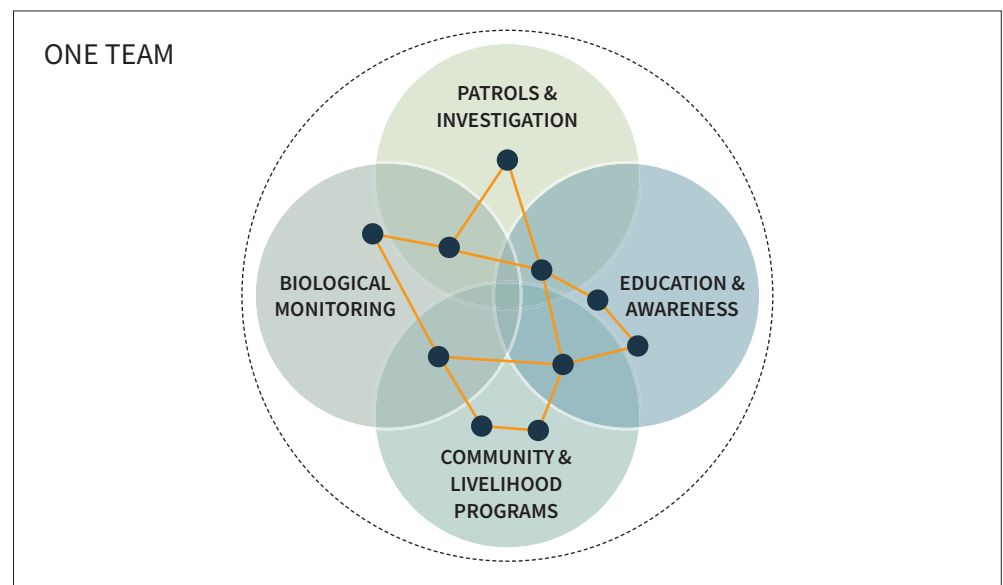 ONE TEAM
PATROLS &
INVESTIGATION
BIOLOGICAL
MONITORING
EDUCATION &
AWARENESS
COMMUNITY &
LIVELIHOOD
PROGRAMS